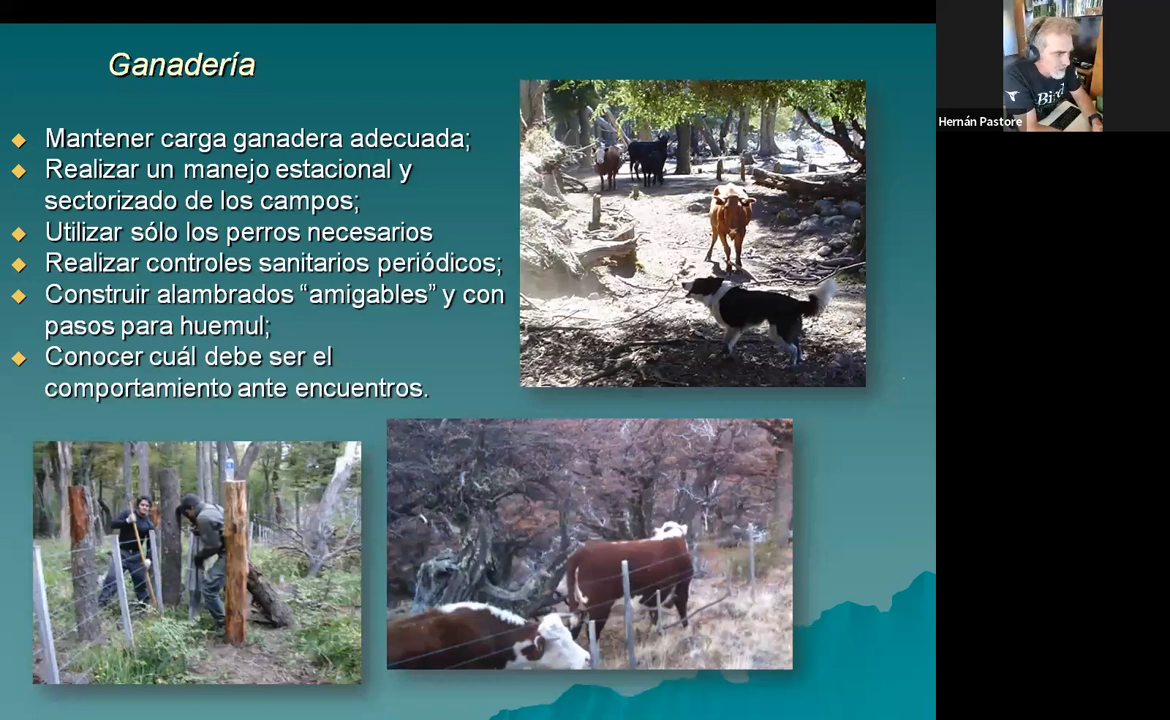 Ganadería
Mantener carga ganadera adecuada;
Realizar un manejo estacional y
sectorizado de los campos;
Utilizar sólo los perros necesarios
Realizar controles sanitarios periódicos;
Construir alambrados “amigables” y con
pasos para huemul;
Conocer cuál debe ser el
comportamiento ante encuentros.
Hernán Pastore